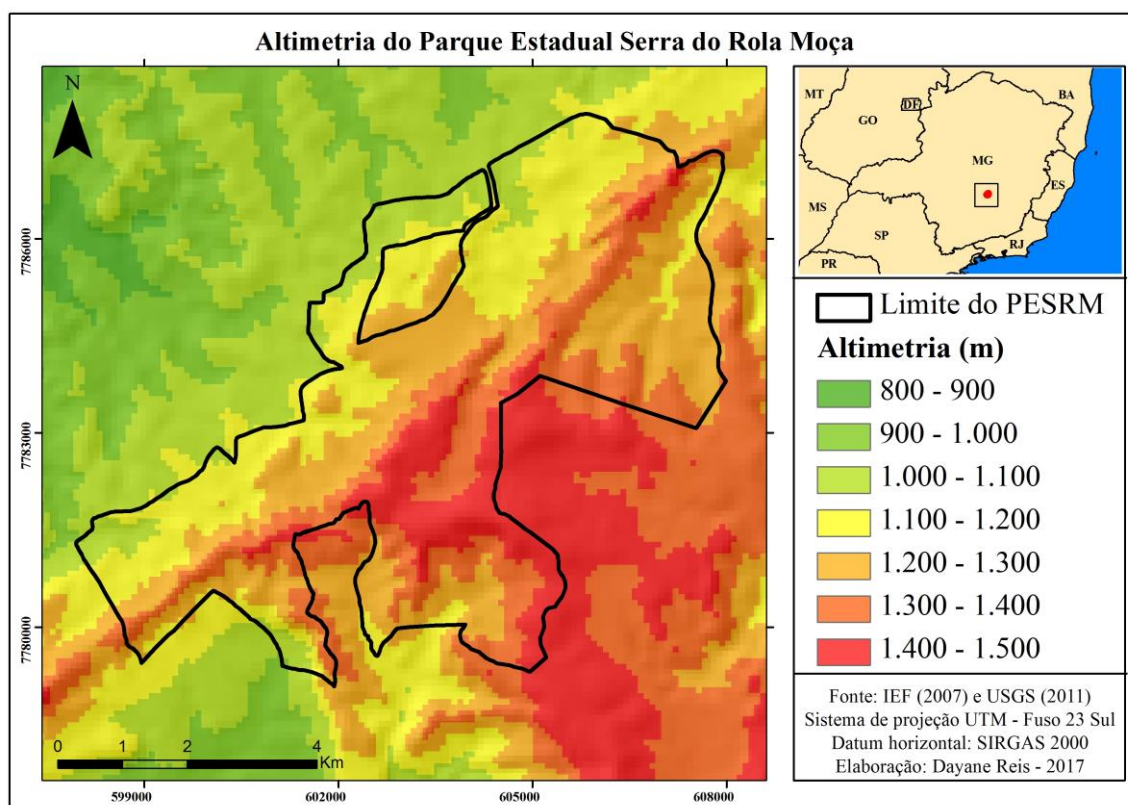 Altimetria do Parque Estadual Serra do Rola Moça
N
7786000
7783000
7780000
0 1 2 4
Km
599000 602000 605000 608000
MT
DF
BA
GO
MG
ES
MS
SP
RJ
PR
Limite do PESRM
Altimetria (m)
800 - 900
900 - 1.000
1.000 - 1.100
1.100 - 1.200
1.200 - 1.300
1.300 - 1.400
1.400 - 1.500
Fonte: IEF (2007) e USGS (2011)
Sistema de projeção UTM - Fuso 23 Sul
Datum horizontal: SIRGAS 2000
Elaboração: Dayane Reis - 2017